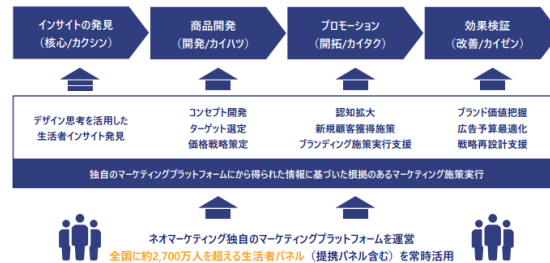 インサイトの発見
（核心/カクシン）
商品開発
（開発/カイハツ）
プロモーション
（開拓/カイタク）
効果検証
（改善/カイゼン）
デザイン思考を活用した
生活者インサイト発見
コンセプト開発
ターゲット選定
価格戦略策定
認知拡大
新規顧客獲得施策
ブランディング施策実行支援
ブランド価値把握
広告予算最適化
戦略再設計支援
独自のマーケティングプラットフォームにから得られた情報に基づいた根拠のあるマーケティング施策実行
ネオマーケティング独自のマーケティングプラットフォームを運営
全国に約2,700万人を超える生活者パネル（提携パネル含む）を常時活用